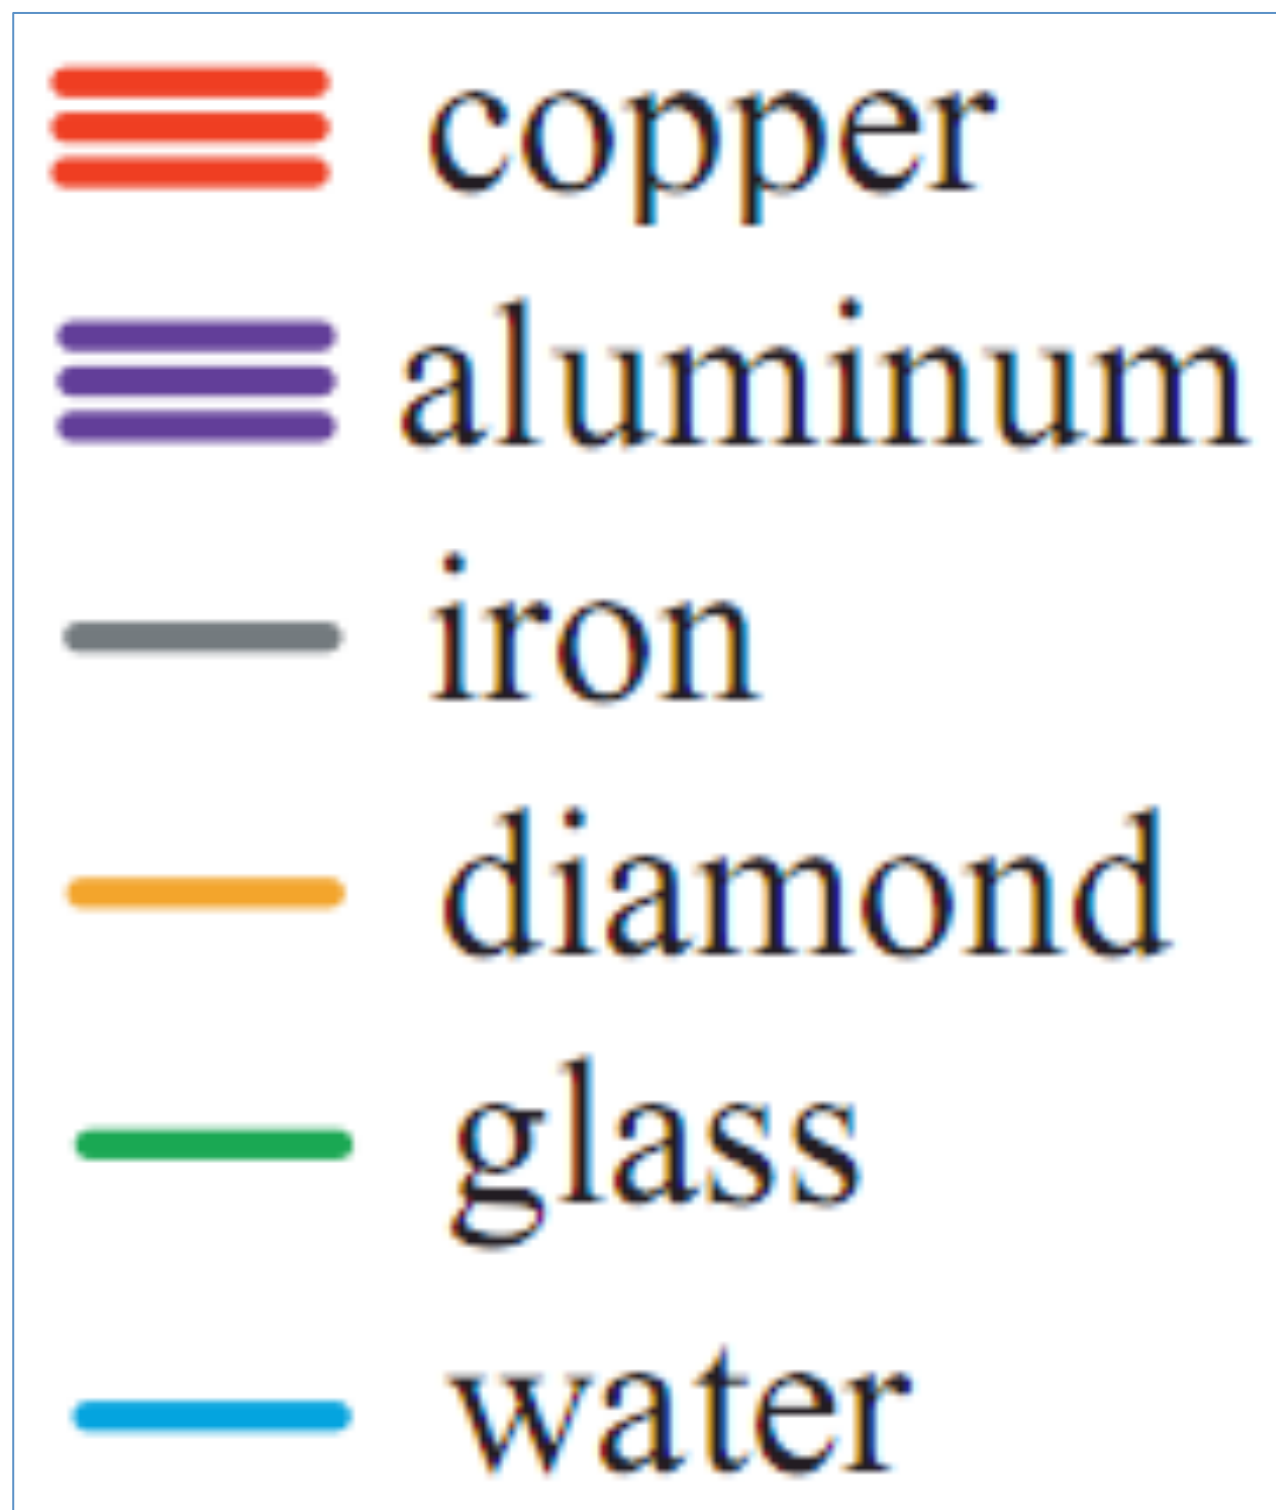 copper
aluminum
iron
diamond
glass
water